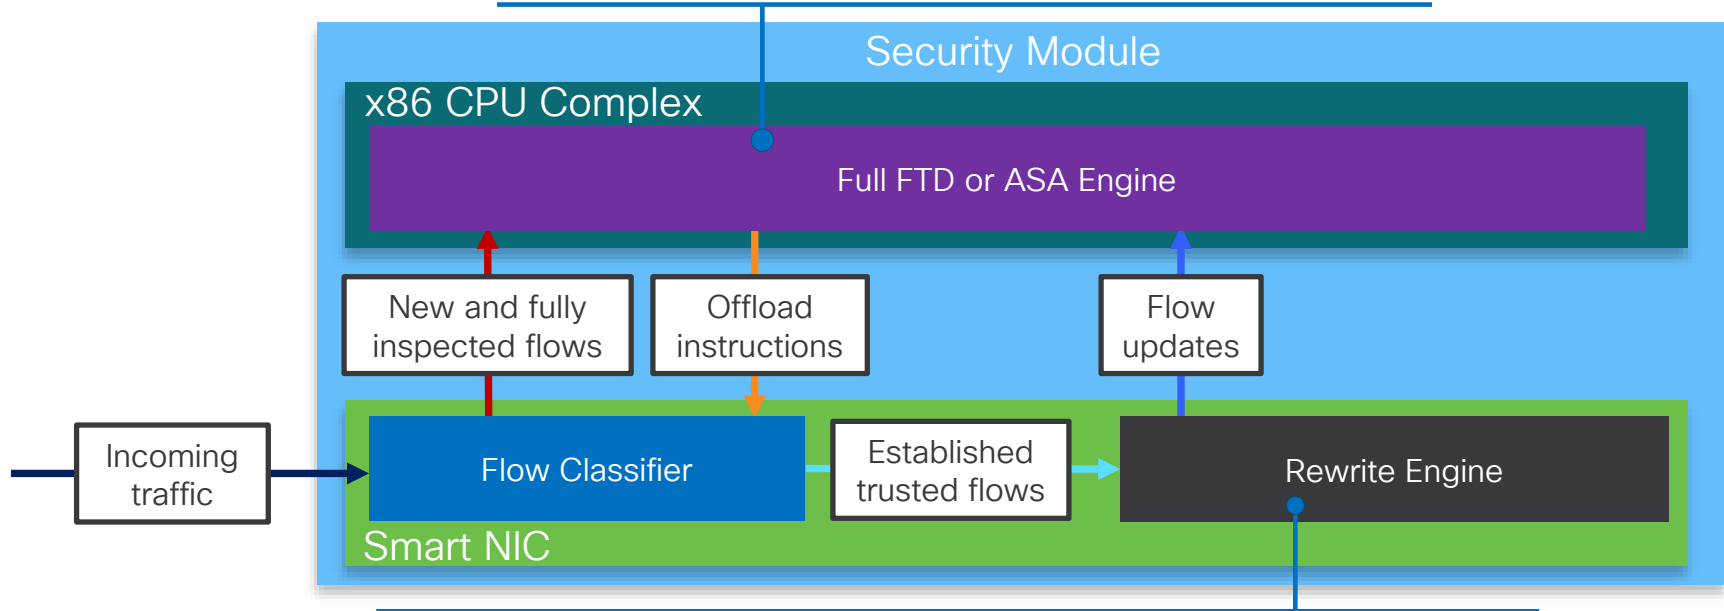 Security Module
x86 CPU Complex
Full FTD or ASA Engine
New and fully
inspected flows
Offload
instructions
Flow
updates
Incoming
traffic
Flow Classifier
Established
trusted flows
Rewrite Engine
Smart NIC